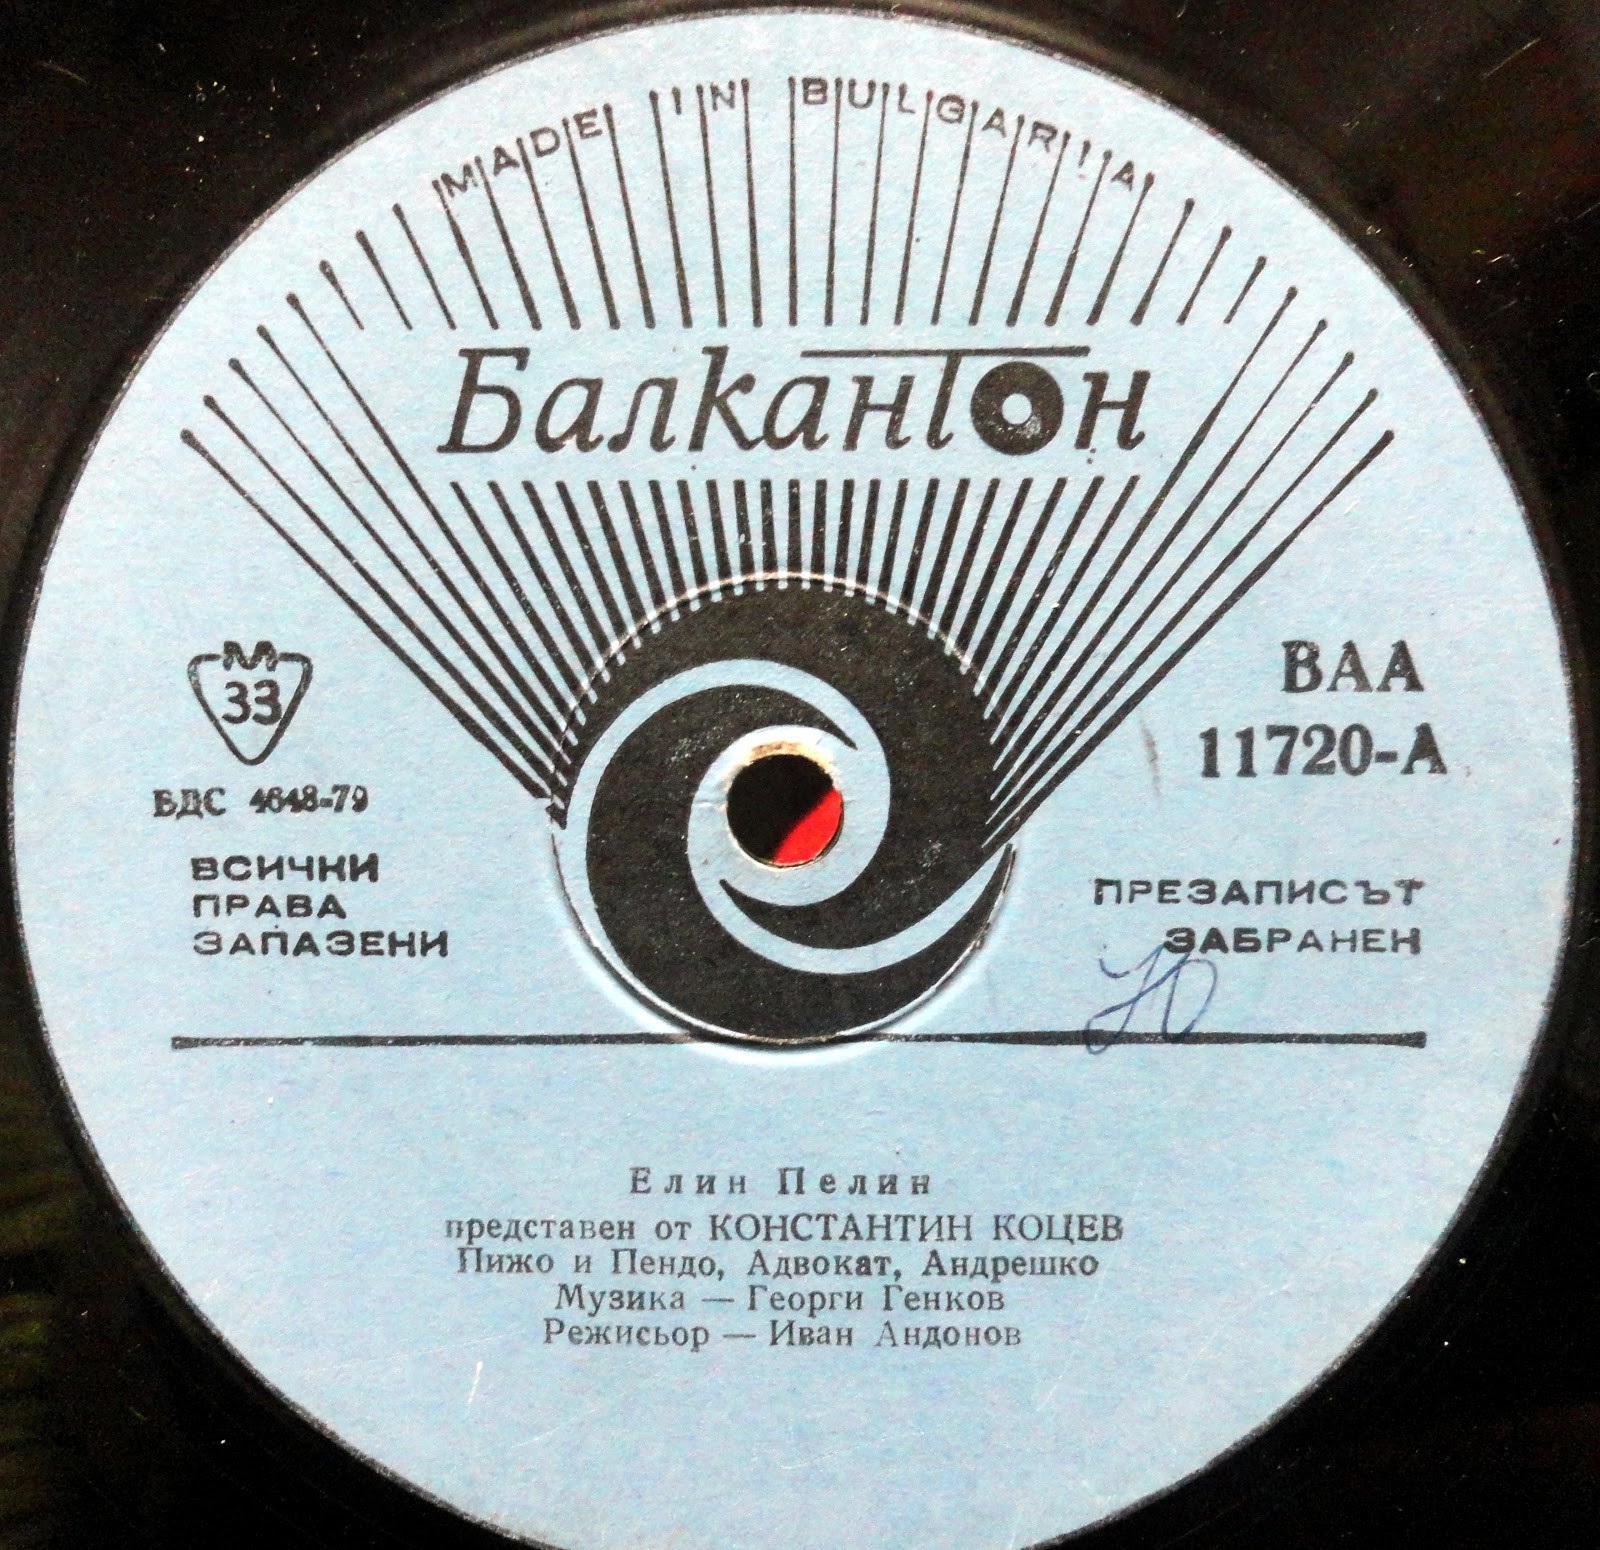 MADE IN BULGARIA
Балкантон
М
33
БДС 4648-79
ВСИЧКИ
ПРАВА
ЗАПАЗЕНИ
ВАА
11720-А
ПРЕЗАПИСЪТ
ЗАБРАНЕН
Елин Пелин
представен от КОНСТАНТИН КОЦЕВ
Пижо и Пендо, Адвокат, Андрешко
Музика — Георги Генков
Режисьор — Иван Андонов